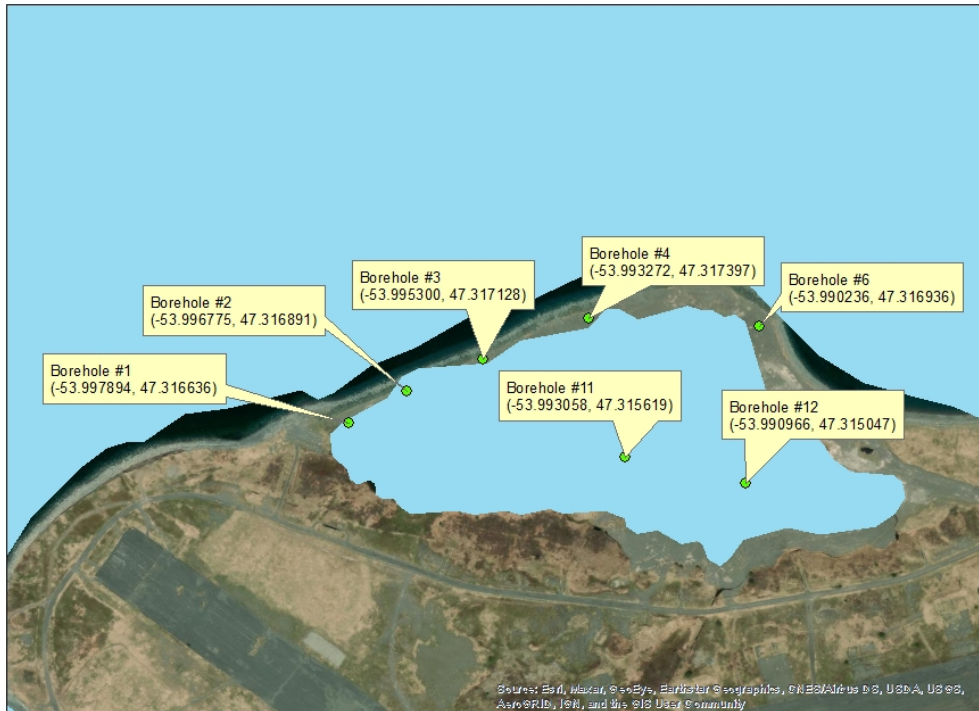 Borehole #4
(-53.993272, 47.317397)
Borehole #3
(-53.995300, 47.317128)
Borehole #6
(-53.990236, 47.316936)
Borehole #2
(-53.996775, 47.316891)
Borehole #1
(-53.997894, 47.316636)
Borehole #11
(-53.993058, 47.315619)
Borehole #12
(-53.990966, 47.315047)
Source: Esri, Maxar, GeoEye, Earthstar Geographics, CNES/Airbus DS, USDA, USGS,
AeroGRID, IGN, and the GIS User Community